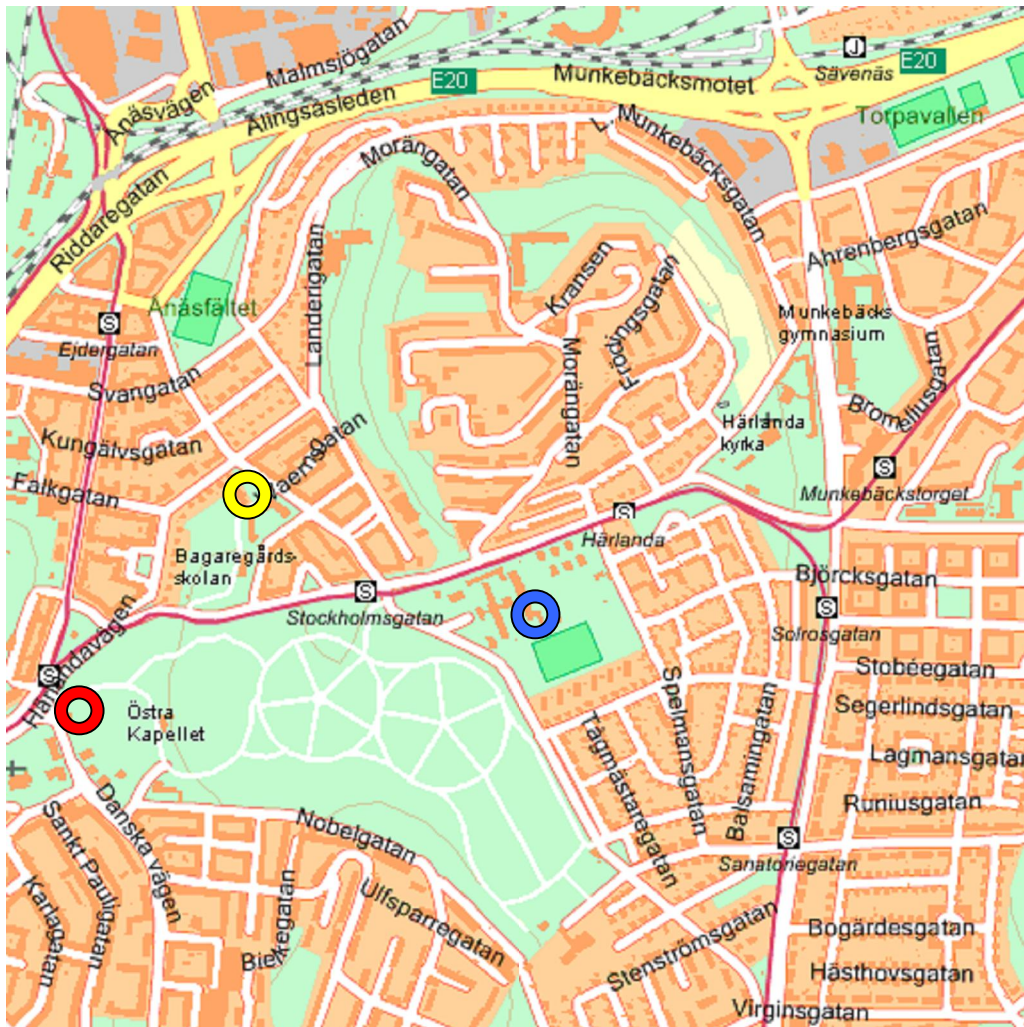 Malmsjögatan
E20
Munkebäcksmotet
J
Sävenäs
E20
Ånäsvägen
Alingsåsleden
L. Munkebäcksgatan
Torpavallen
Morängatan
Riddaregatan
Ahrenbergsgatan
Landerigatan
Kransen
Frödingsgatan
Ånäsfältet
S
Ejdergatan
Munkebäcks
gymnasium
Svangatan
Morängatan
Bromeliusgatan
Härlanda
kyrka
Kungälvsgatan
Falkgatan
S
Munkebäckstorget
S
Härlanda
Bagaregårds-
skolan
S
Stockholmsgatan
Björcksgatan
S
Solrosgatan
Härlandavägen
S
Stobéegatan
Östra
Kapellet
Spelmansgatan
Segerlindsgatan
Tågmästaregatan
Balsamingatan
Lagmansgatan
Danska vägen
Nobelgatan
Runiusgatan
Sankt Pauligatan
S
Sanatoriegatan
Karlagatan
Bielkegatan
Ulfsparregatan
Stenströmsgatan
Bogärdesgatan
Hästhovsgatan
Virginsgatan